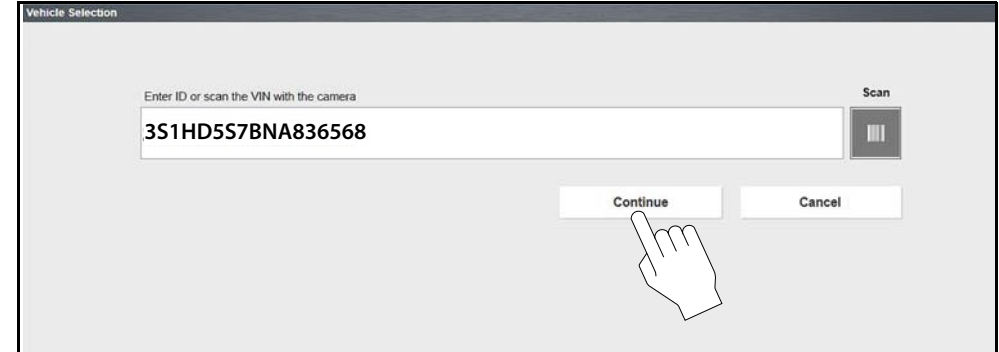 Vehicle Selection
Enter ID or scan the VIN with the camera
Scan
3S1HD5S7BNA836568
Continue
Cancel